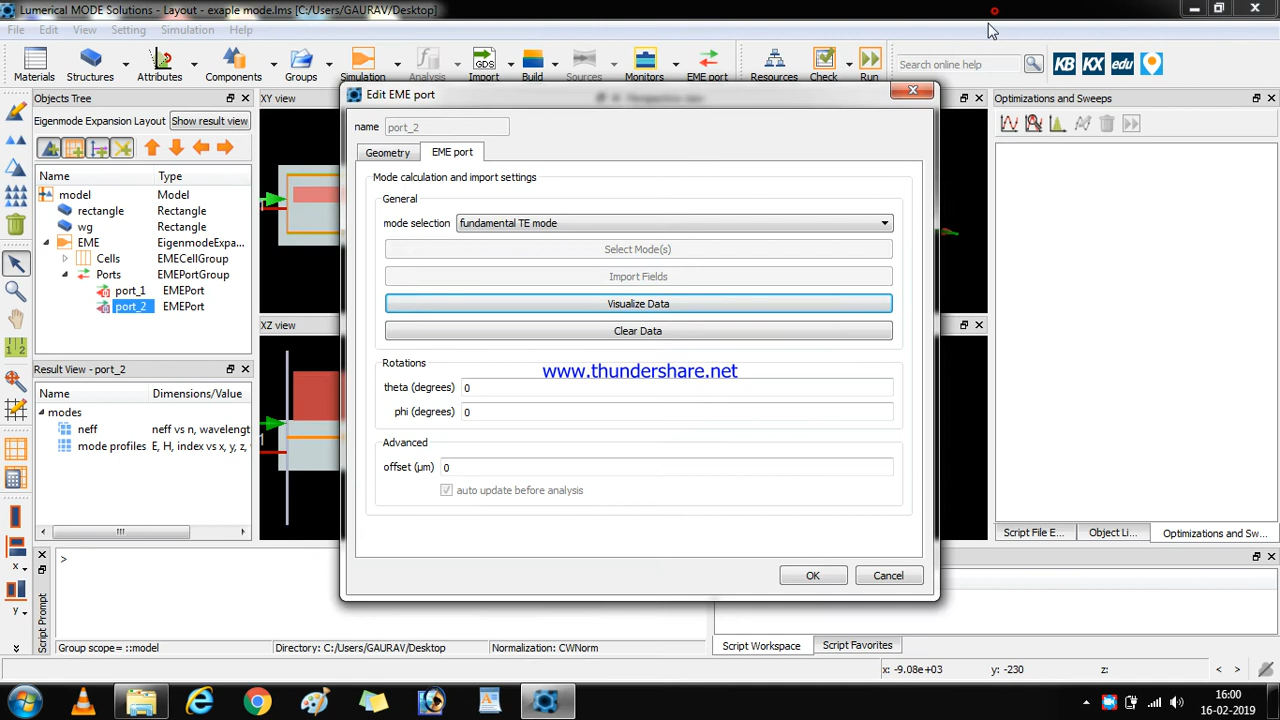 Lumerical MODE Solutions - Layout - exaple mode.lms [C:/Users/GAURAV/Desktop]
File Edit View Setting Simulation Help
Materials Structures Attributes Components Groups Simulation Analysis Import Build Sources Monitors EME port Resources Check Run Search online help KB KX edu
GDS
Objects Tree
XY view
Perspective view
Optimizations and Sweeps
Eigenmode Expansion Layout Show result view
Name Type
model Model
rectangle Rectangle
wg Rectangle
EME EigenmodeExpa...
Cells EMECellGroup
Ports EMEPortGroup
port_1 EMEPort
port_2 EMEPort
XZ view
Result View - port_2
Name Dimensions/Value
modes
neff neff vs n, wavelengt
mode profiles E, H, index vs x, y, z,
Edit EME port
name port_2
Geometry EME port
Mode calculation and import settings
General
mode selection fundamental TE mode
Select Mode(s)
Import Fields
Visualize Data
Clear Data
Rotations
www.thundershare.net
theta (degrees) 0
phi (degrees) 0
Advanced
offset (µm) 0
auto update before analysis
OK Cancel
Script File E... Object Li... Optimizations and Sw...
x
y
Script Prompt
>
Group scope= ::model Directory: C:/Users/GAURAV/Desktop Normalization: CWNorm
Script Workspace Script Favorites
x: -9.08e+03 y: -230 z:
16:00
16-02-2019